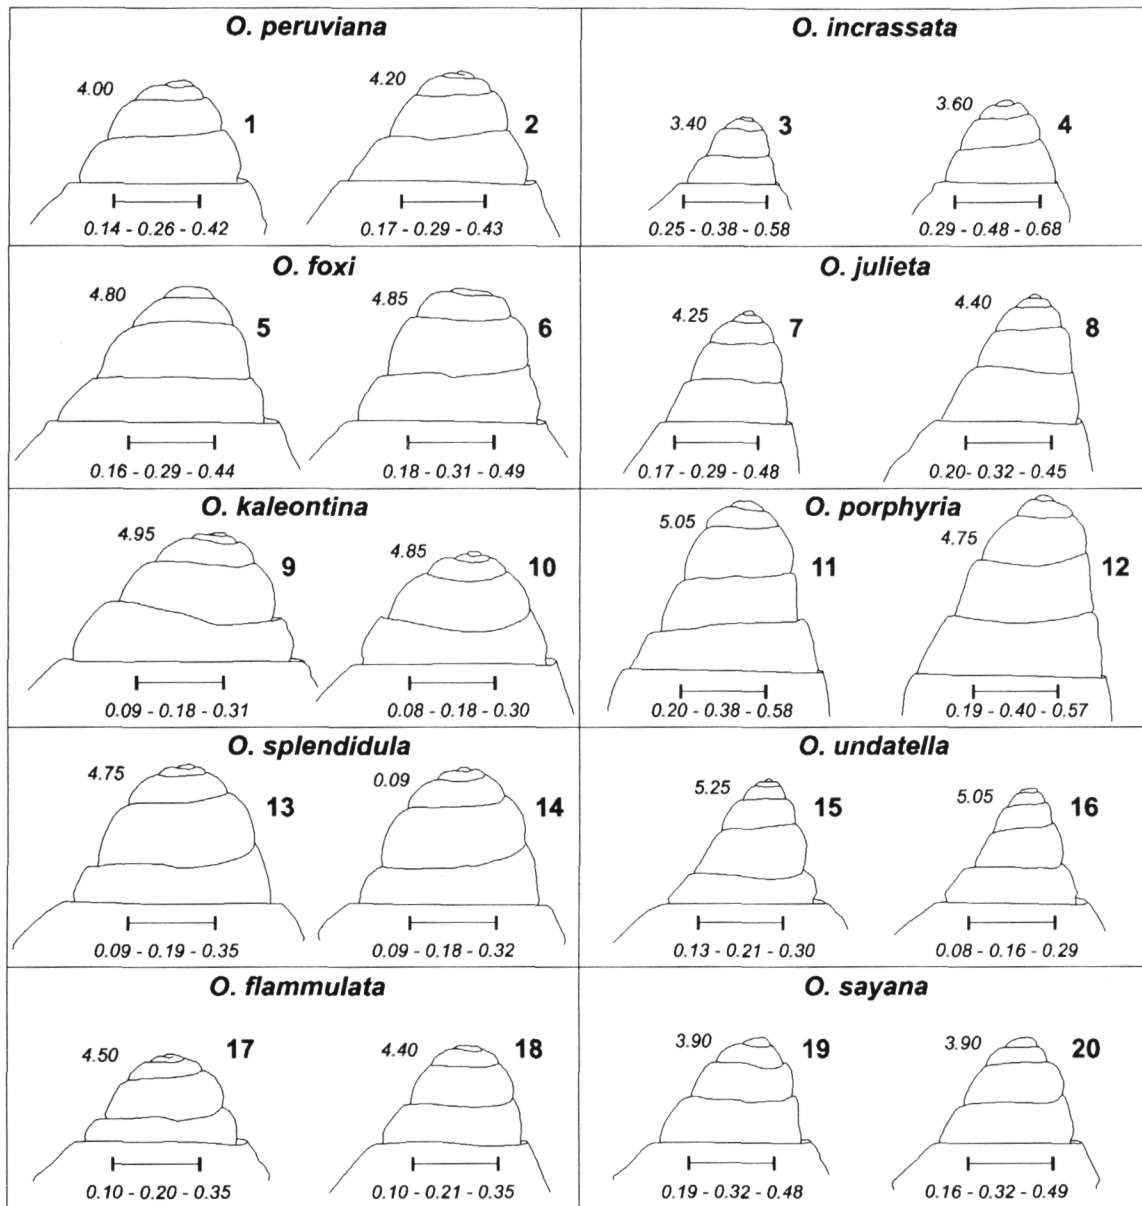 O. peruviana
4.00
1
0.14 - 0.26 - 0.42
4.20
2
0.17 - 0.29 - 0.43
O. incrassata
3.40
3
0.25 - 0.38 - 0.58
3.60
4
0.29 - 0.48 - 0.68
O. foxi
4.80
5
0.16 - 0.29 - 0.44
4.85
6
0.18 - 0.31 - 0.49
O. julieta
4.25
7
0.17 - 0.29 - 0.48
4.40
8
0.20- 0.32 - 0.45
O. kaleontina
4.95
9
0.09 - 0.18 - 0.31
4.85
10
0.08 - 0.18 - 0.30
O. porphyria
5.05
11
0.20 - 0.38 - 0.58
4.75
12
0.19 - 0.40 - 0.57
O. splendidula
4.75
13
0.09 - 0.19 - 0.35
0.09
14
0.09 - 0.18 - 0.32
O. undatella
5.25
15
0.13 - 0.21 - 0.30
5.05
16
0.08 - 0.16 - 0.29
O. flammulata
4.50
17
0.10 - 0.20 - 0.35
4.40
18
0.10 - 0.21 - 0.35
O. sayana
3.90
19
0.19 - 0.32 - 0.48
3.90
20
0.16 - 0.32 - 0.49